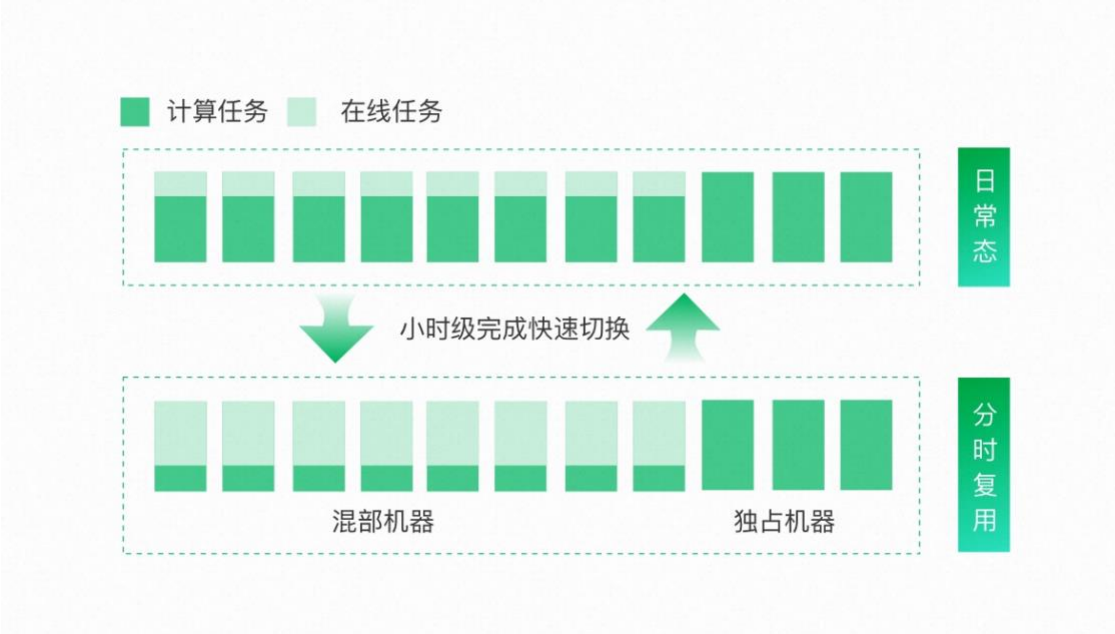 计算任务 在线任务
日常态
小时级完成快速切换
分时复用
混部机器 独占机器